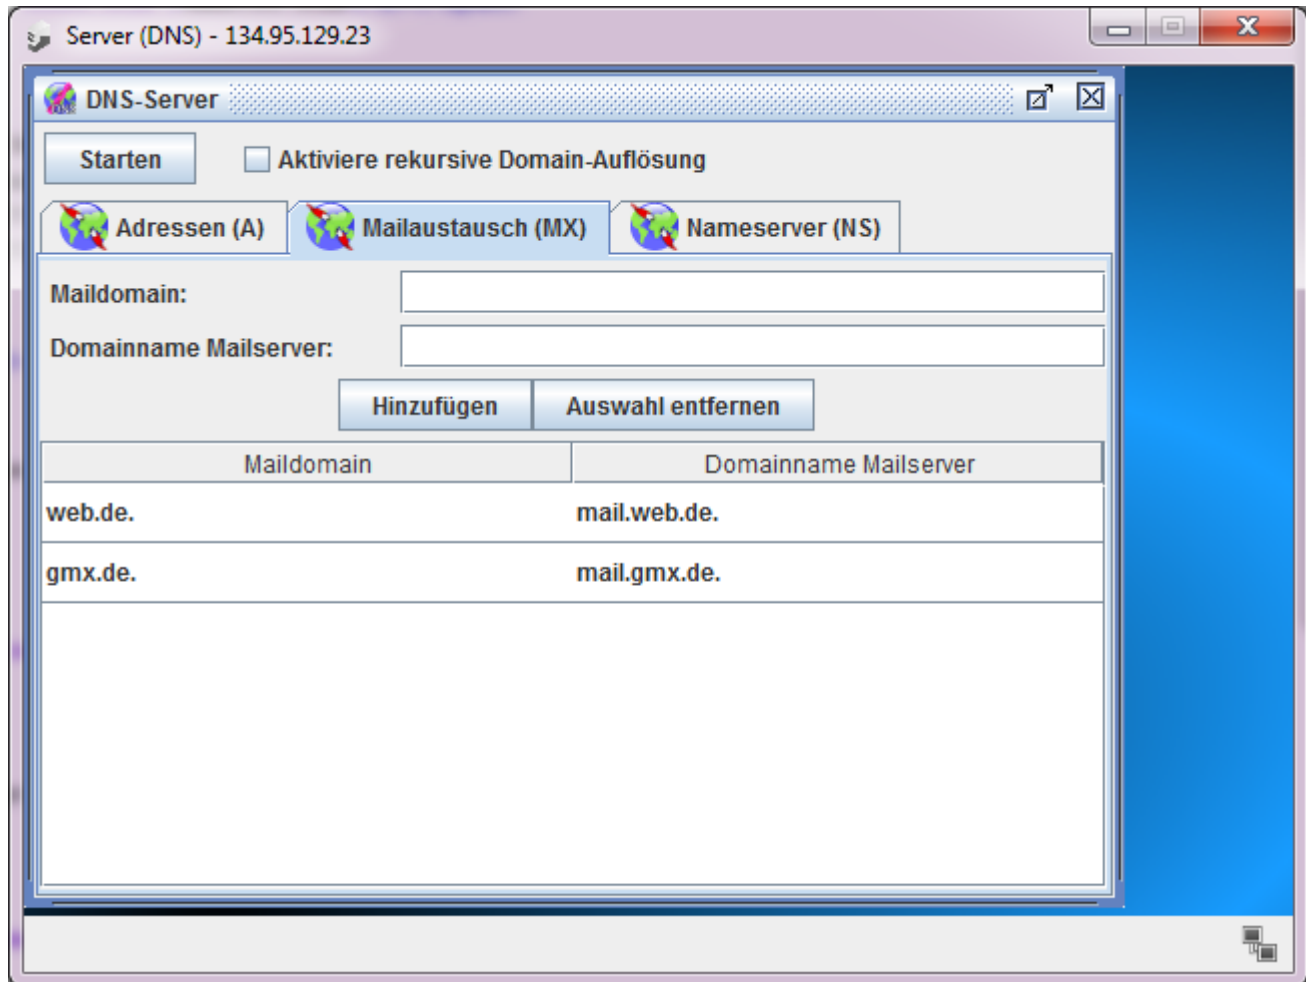 Server (DNS) - 134.95.129.23
DNS-Server
Starten Aktiviere rekursive Domain-Auflösung
Adressen (A) Mailaustausch (MX) Nameserver (NS)
Maildomain:
Domainname Mailserver:
Hinzufügen Auswahl entfernen
Maildomain Domainname Mailserver
web.de. mail.web.de.
gmx.de. mail.gmx.de.